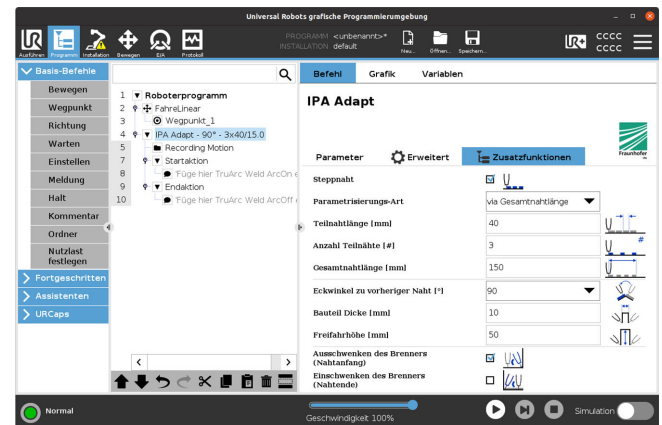 Universal Robots grafische Programmierumgebung
PROGRAMM <unbenannt>*
INSTALLATION default
Ausführen Programm Installation Bewegen E/A Protokoll Neu... Öffnen... Speichern...
UR+ CCCC
CCCC
Basis-Befehle
Bewegen
Wegpunkt
Richtung
Warten
Einstellen
Meldung
Halt
Kommentar
Ordner
Nutzlast
festlegen
Fortgeschritten
Assistenten
URCaps
1 Roboterprogramm
2 FahreLinear
3 Wegpunkt_1
4 IPA Adapt - 90° - 3x40/15.0
5 Recording Motion
7 Startaktion
8 'Füge hier TruArc Weld ArcOn e
9 Endaktion
10 'Füge hier TruArc Weld ArcOff
Befehl Grafik Variablen
IPA Adapt
Fraunhofer
IPA
Parameter Erweitert Zusatzfunktionen
Steppnaht
Parametrisierungs-Art via Gesamtnahtlänge
Teilnahtlänge [mm] 40
Anzahl Teilnähte [#] 3 #
Gesamtnahtlänge [mm] 150
Eckwinkel zu vorheriger Naht [°] 90
Bauteil Dicke [mm] 10
Freifahrhöhe [mm] 50
Ausschwenken des Brenners
(Nahtanfang)
Einschwenken des Brenners
(Nahtende)
Normal
Geschwindigkeit 100%
Simulation